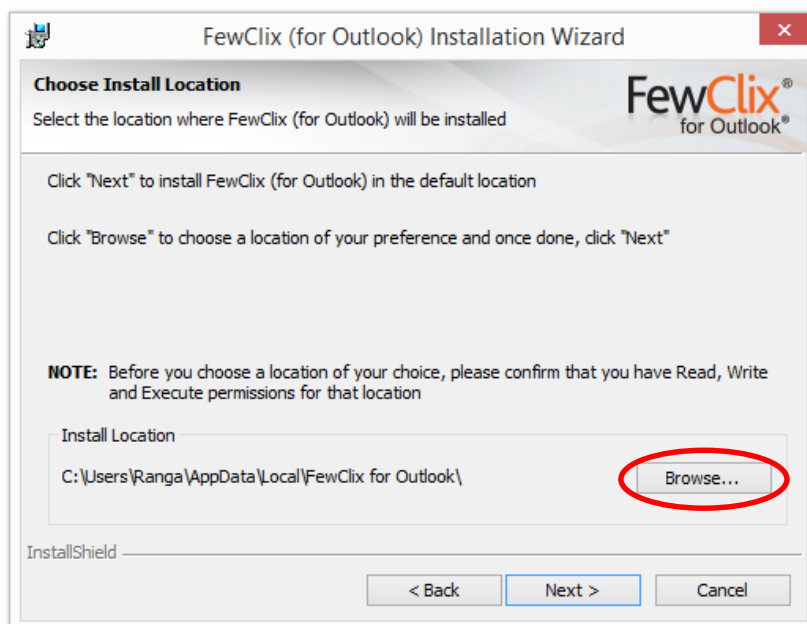 FewClix (for Outlook) Installation Wizard
Choose Install Location
Select the location where FewClix (for Outlook) will be installed
FewClix®
for Outlook®
Click "Next" to install FewClix (for Outlook) in the default location
Click "Browse" to choose a location of your preference and once done, click "Next"
NOTE: Before you choose a location of your choice, please confirm that you have Read, Write
and Execute permissions for that location
Install Location
C:\Users\Ranga\AppData\Local\FewClix for Outlook\
Browse...
InstallShield
< Back
Next >
Cancel